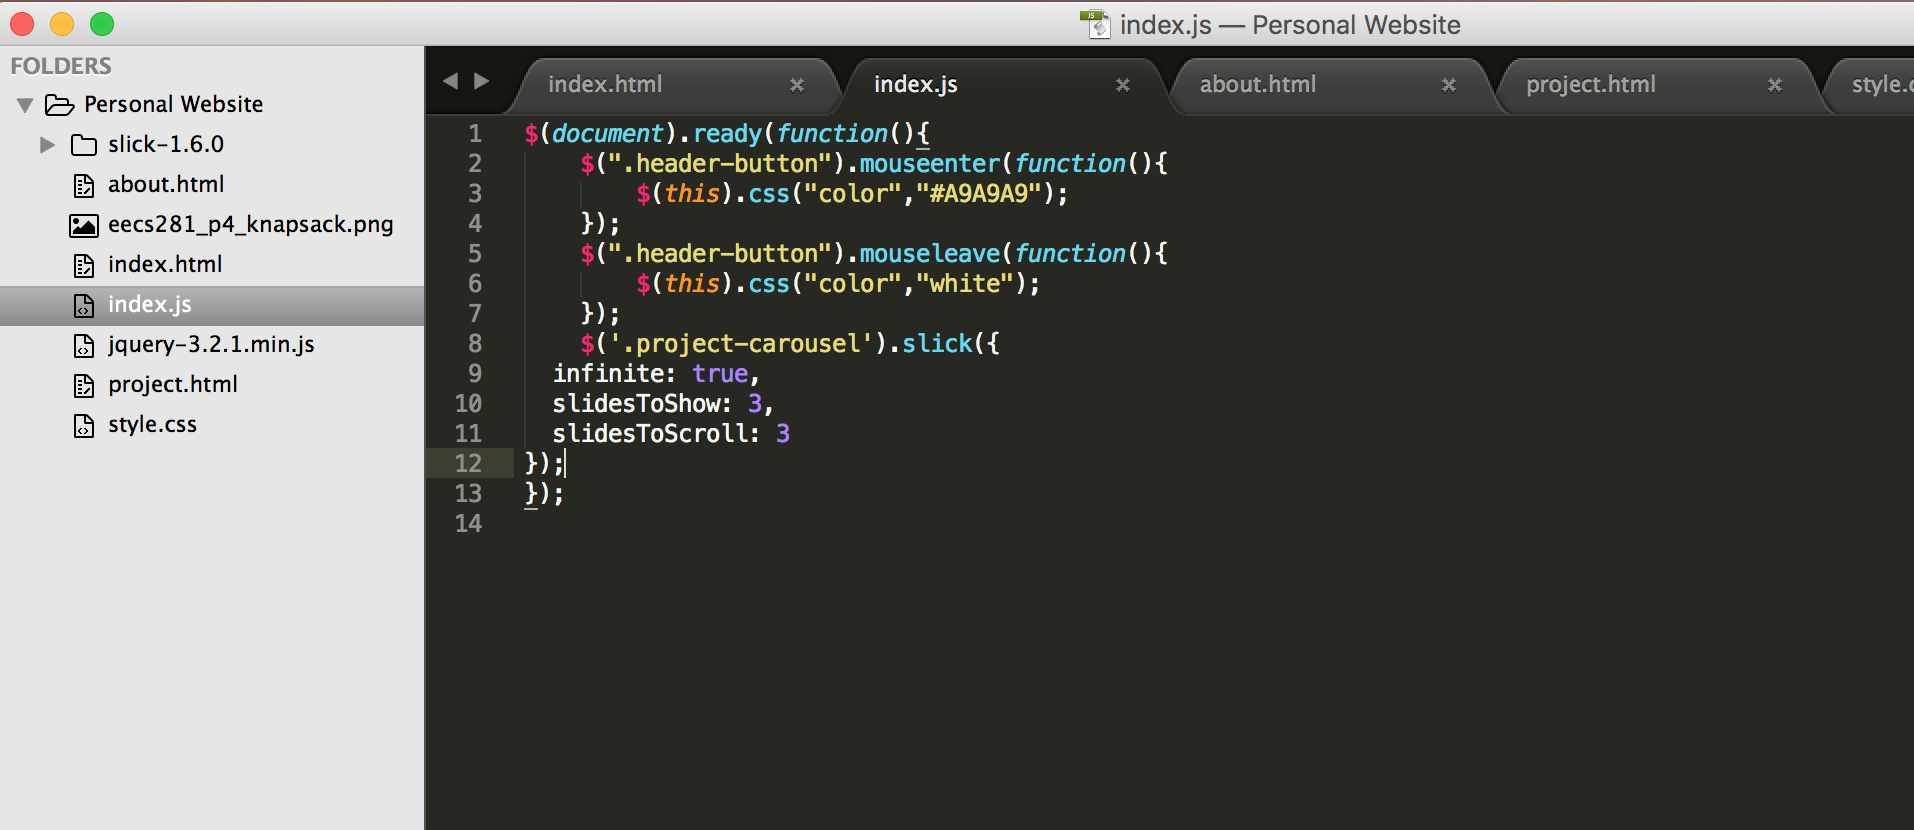 index.js — Personal Website
FOLDERS
Personal Website
slick-1.6.0
about.html
eecs281_p4_knapsack.png
index.html
index.js
jquery-3.2.1.min.js
project.html
style.css
index.html
index.js
about.html
project.html
1 $(document).ready(function(){
2     $(".header-button").mouseenter(function(){
3         $(this).css("color","#A9A9A9");
4     });
5     $(".header-button").mouseleave(function(){
6         $(this).css("color","white");
7     });
8     $('.project-carousel').slick({
9   infinite: true,
10   slidesToShow: 3,
11   slidesToScroll: 3
12 });
13 });
14